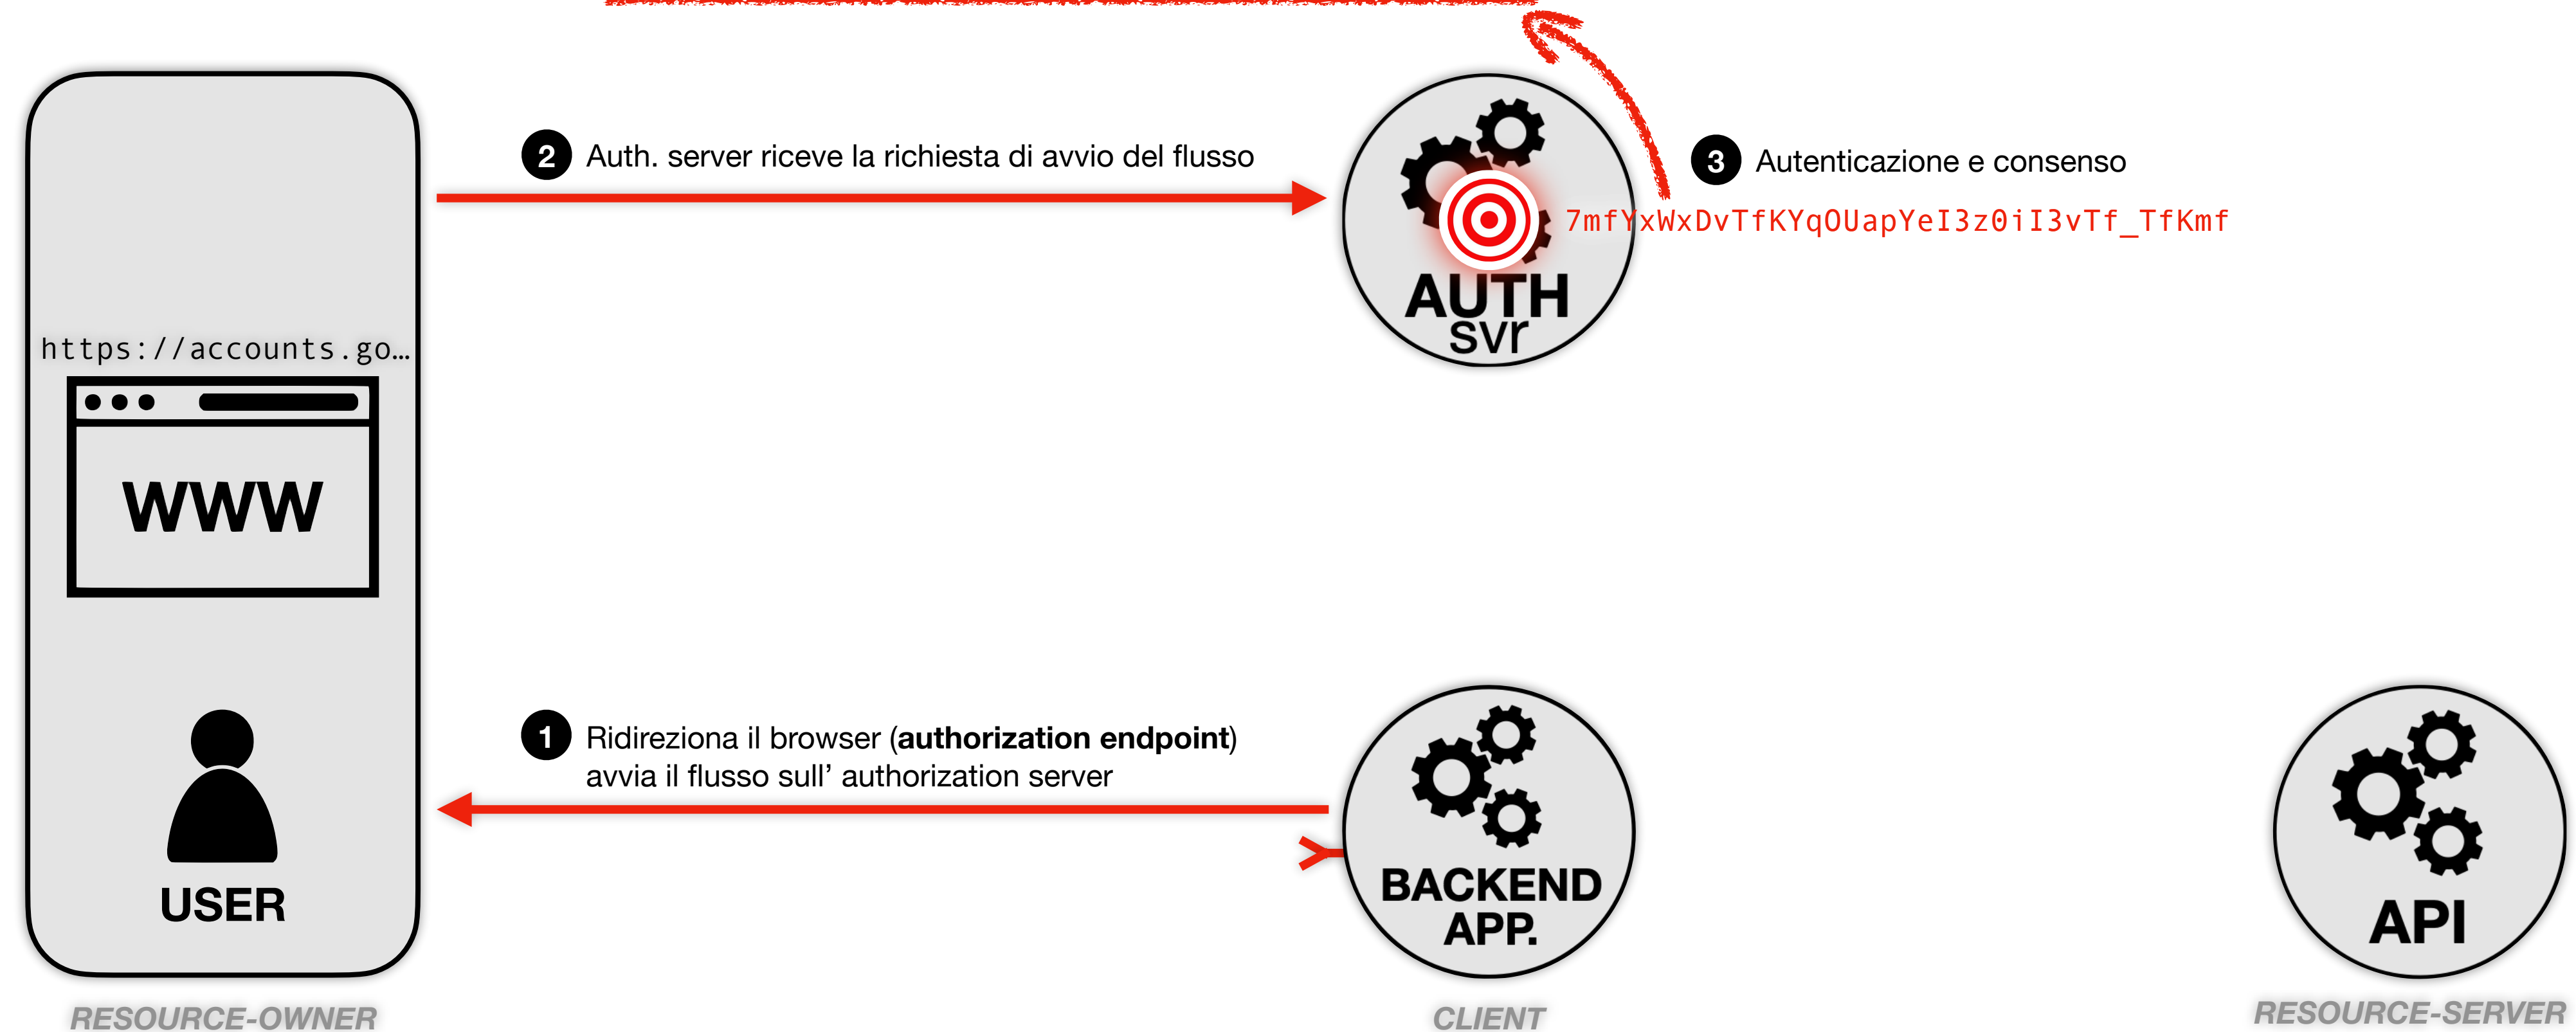 2 Auth. server riceve la richiesta di avvio del flusso
3 Autenticazione e consenso
7mfYxWxDvTfKYqOUapYeI3z0iI3vTf_TfKmf
AUTH
svr
https://accounts.go…
WWW
1 Ridireziona il browser (authorization endpoint)
avvia il flusso sull’ authorization server
USER
BACKEND
APP.
API
RESOURCE-OWNER
CLIENT
RESOURCE-SERVER